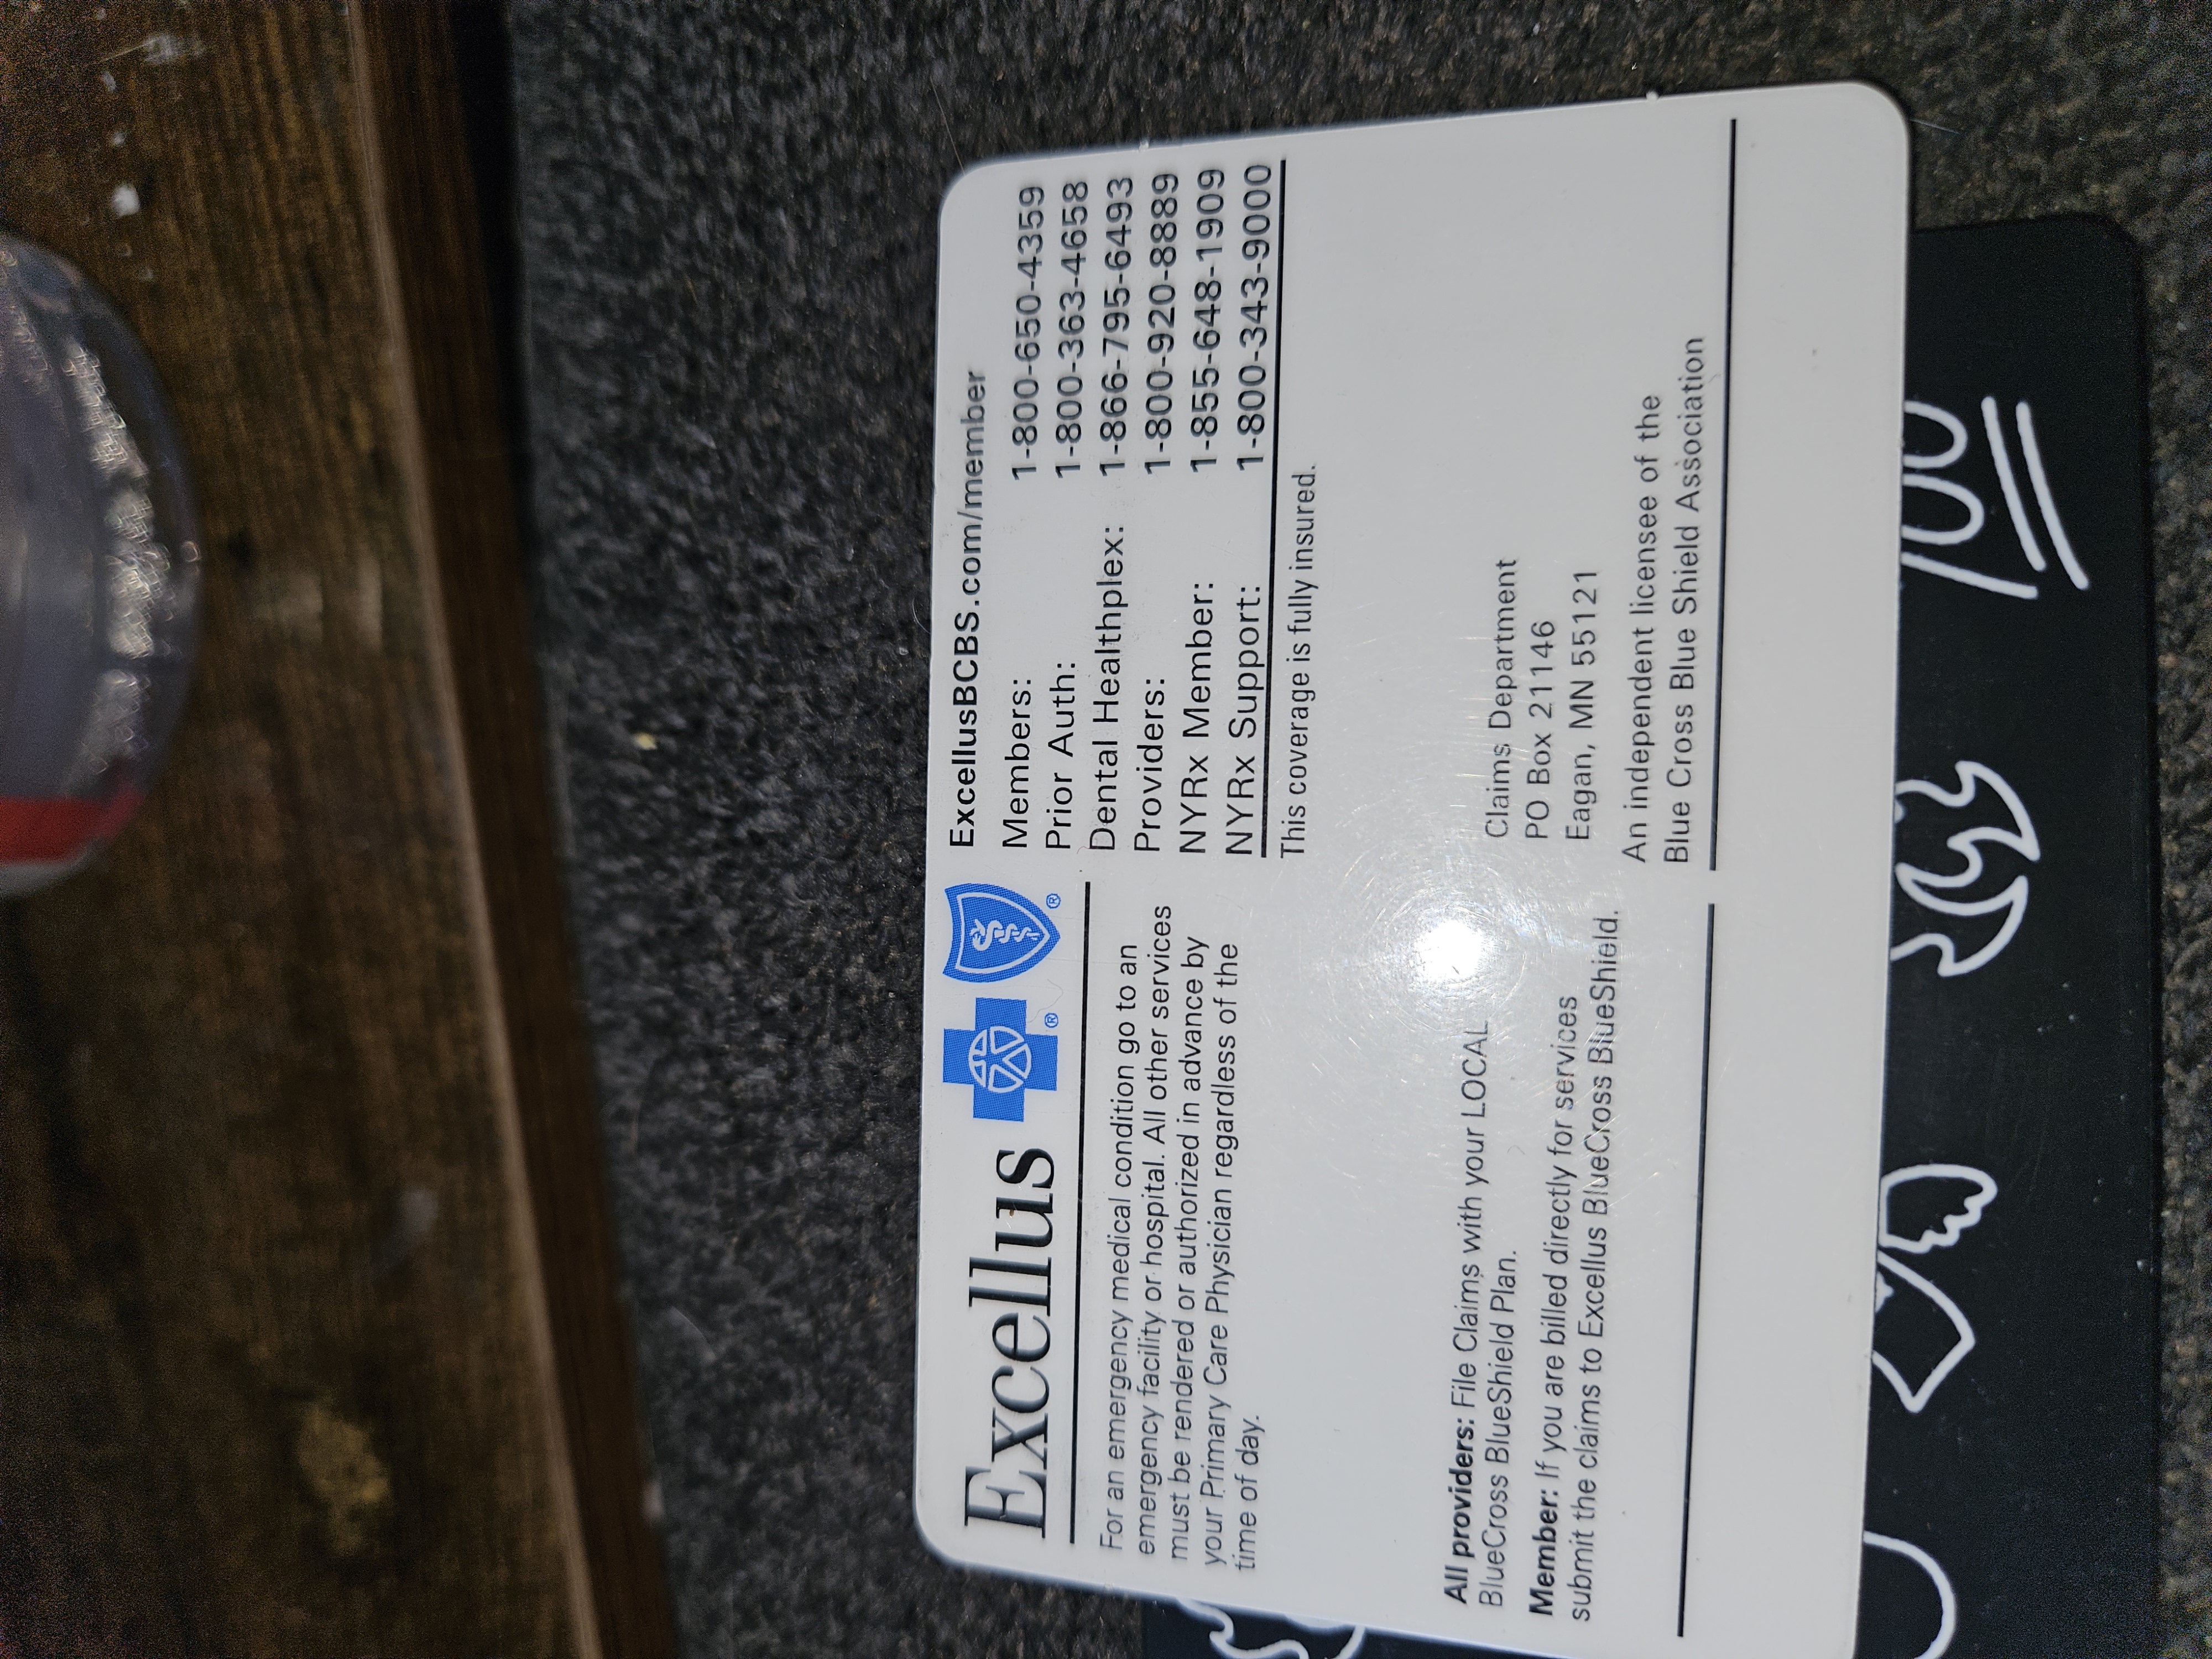 Excellus
For an emergency medical condition go to an
emergency facility or hospital. All other services
must be rendered or authorized in advance by
your Primary Care Physician regardless of the
time of day.
All providers: File Claims with your LOCAL
BlueCross BlueShield Plan.
Member: If you are billed directly for services
submit the claims to Excellus BlueCross BlueShield.
ExcellusBCBS.com/member
Members: 1-800-650-4359
Prior Auth: 1-800-363-4658
Dental Healthplex: 1-866-795-6493
Providers: 1-800-920-8889
NYRx Member: 1-855-648-1909
NYRx Support: 1-800-343-9000
This coverage is fully insured.
Claims Department
PO Box 21146
Eagan, MN 55121
An independent licensee of the
Blue Cross Blue Shield Association